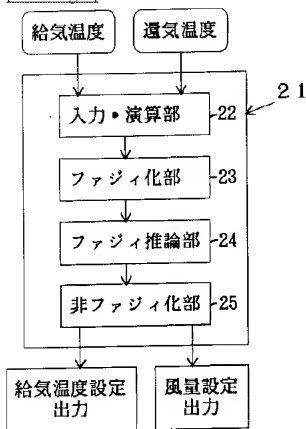 給気温度 還気温度
21
入力・演算部 22
ファジィ化部 23
ファジィ推論部 24
非ファジィ化部 25
給気温度設定 風量設定
出力 出力